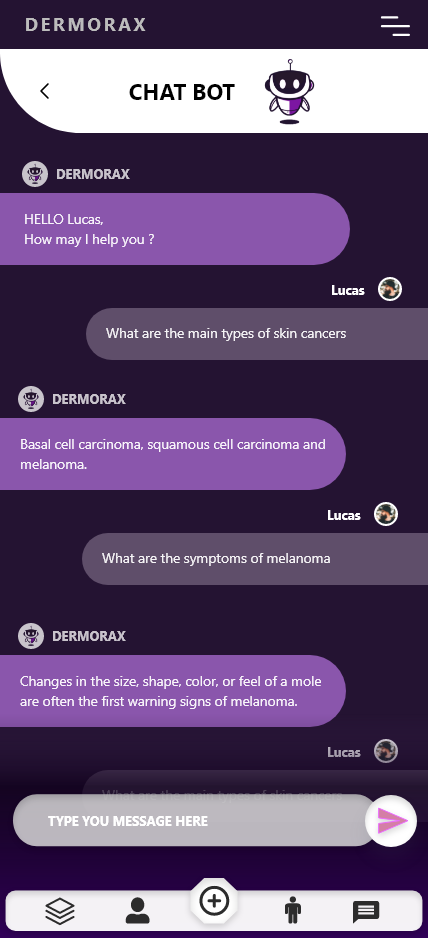 DERMORAX
CHAT BOT
DERMORAX
HELLO Lucas,
How may I help you ?
Lucas
What are the main types of skin cancers
DERMORAX
Basal cell carcinoma, squamous cell carcinoma and
melanoma.
Lucas
What are the symptoms of melanoma
DERMORAX
Changes in the size, shape, color, or feel of a mole
are often the first warning signs of melanoma.
Lucas
What are the main types of skin cancers
TYPE YOU MESSAGE HERE